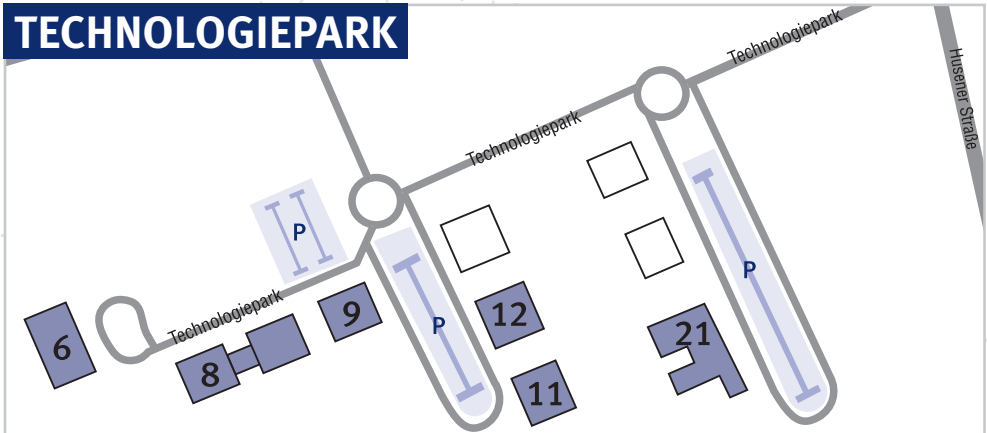 TECHNOLOGIEPARK
Technologiepark
Husener Straße
Technologiepark
P
P
Technologiepark
P
6
8
9
12
21
11